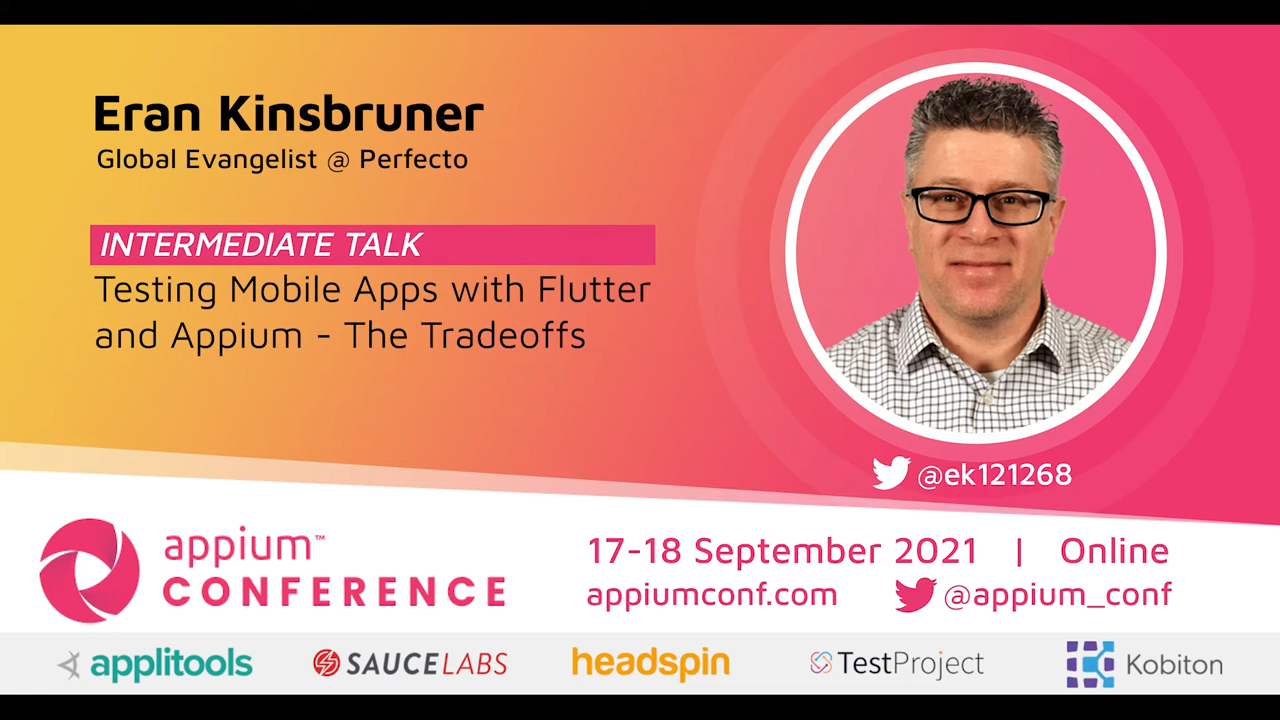 Eran Kinsbruner
Global Evangelist @ Perfecto
INTERMEDIATE TALK
Testing Mobile Apps with Flutter
and Appium - The Tradeoffs
@ek121268
appium™
CONFERENCE
17-18 September 2021 | Online
appiumconf.com @appium_conf
applitools SAUCELABS headspin TestProject Kobiton